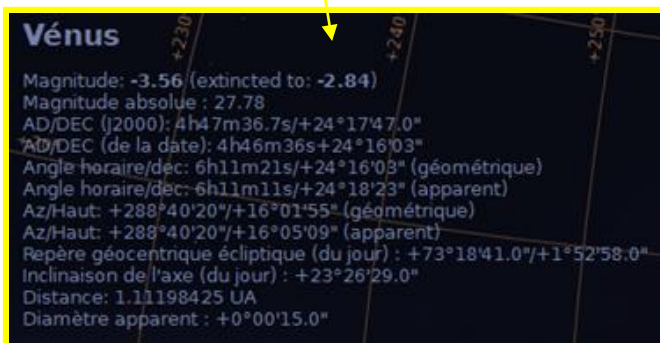 Vénus
+230°
+240
+250°
Magnitude: -3.56 (extincted to: -2.84)
Magnitude absolue : 27.78
AD/DEC (J2000): 4h47m36.7s/+24°17'47.0"
AD/DEC (de la date): 4h46m36s+24°16'03"
Angle horaire/déc: 6h11m21s/+24°16'03" (géométrique)
Angle horaire/déc: 6h11m11s/+24°18'23" (apparent)
Az/Haut: +288°40'20"/+16°01'55" (géométrique)
Az/Haut: +288°40'20"/+16°05'09" (apparent)
Repère géocentrique écliptique (du jour) : +73°18'41.0"/+1°52'58.0"
Inclinaison de l'axe (du jour) : +23°26'29.0"
Distance: 1.11198425 UA
Diamètre apparent : +0°00'15.0"